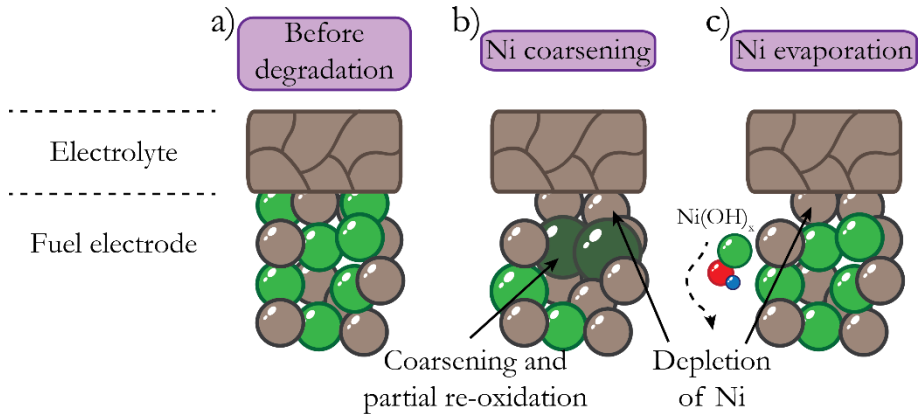 a)
Before
degradation
b)
Ni coarsening
c)
Ni evaporation
Electrolyte
Fuel electrode
Ni(OH)ₓ
Coarsening and
partial re-oxidation
Depletion
of Ni